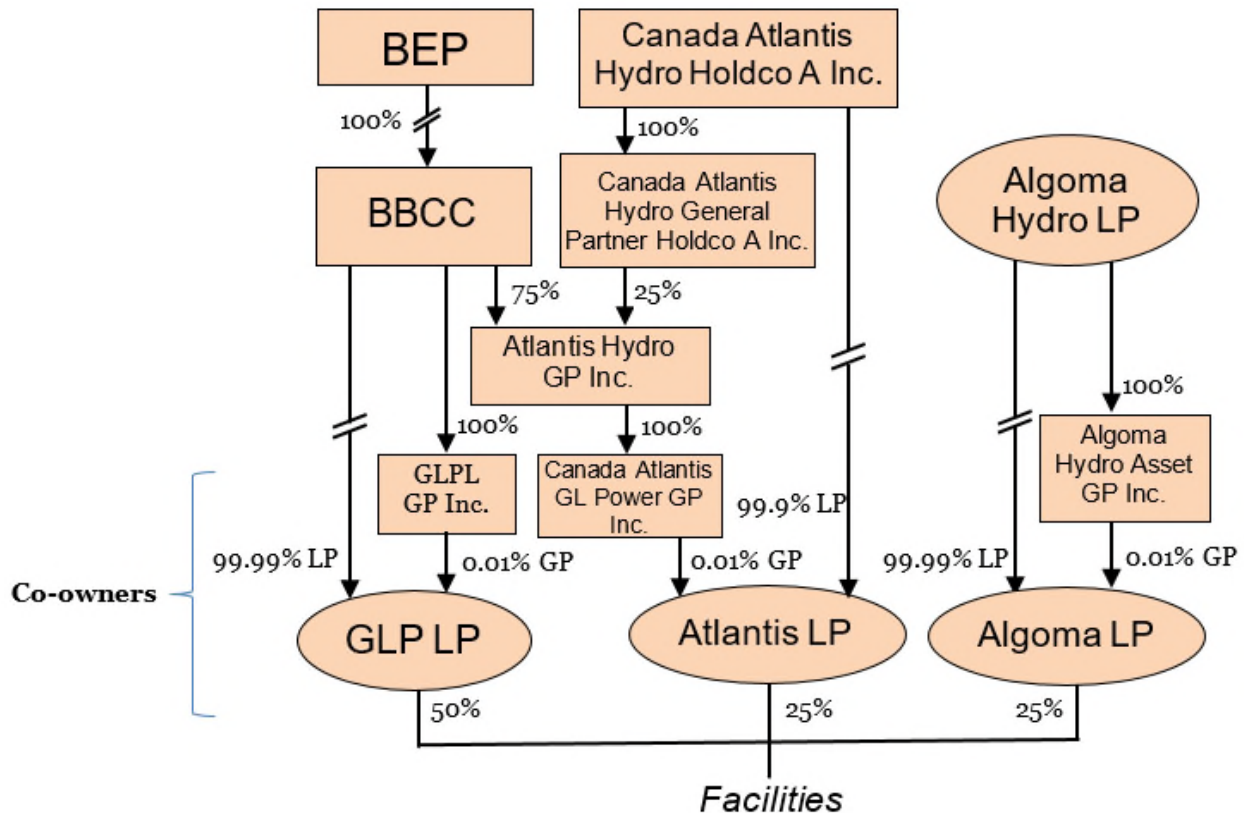 BEP
Canada Atlantis
Hydro Holdco A Inc.
100%
100%
BBCC
Canada Atlantis
Hydro General
Partner Holdco A Inc.
Algoma
Hydro LP
75%
25%
Atlantis Hydro
GP Inc.
100%
100%
100%
GLPL
GP Inc.
Canada Atlantis
GL Power GP
Inc.
Algoma
Hydro Asset
GP Inc.
99.99% LP
0.01% GP
0.01% GP
99.9% LP
99.99% LP
0.01% GP
Co-owners
GLP LP
Atlantis LP
Algoma LP
50%
25%
25%
Facilities